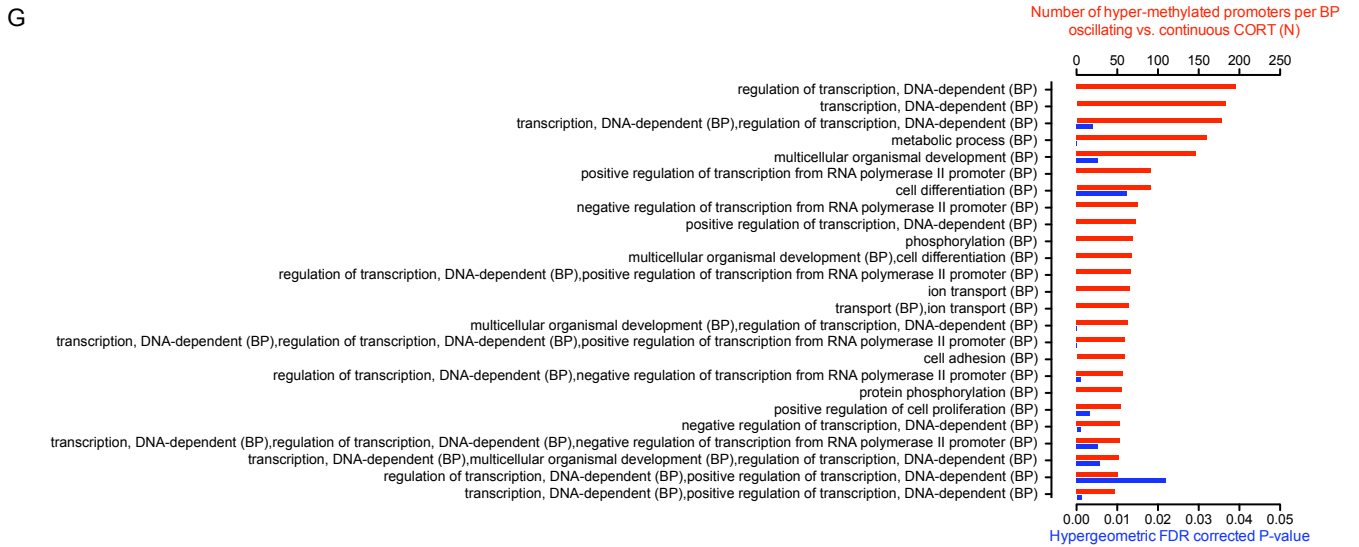 G
Number of hyper-methylated promoters per BP
oscillating vs. continuous CORT (N)
0 50 100 150 200 250
regulation of transcription, DNA-dependent (BP)
transcription, DNA-dependent (BP)
transcription, DNA-dependent (BP),regulation of transcription, DNA-dependent (BP)
metabolic process (BP)
multicellular organismal development (BP)
positive regulation of transcription from RNA polymerase II promoter (BP)
cell differentiation (BP)
negative regulation of transcription from RNA polymerase II promoter (BP)
positive regulation of transcription, DNA-dependent (BP)
phosphorylation (BP)
multicellular organismal development (BP),cell differentiation (BP)
regulation of transcription, DNA-dependent (BP),positive regulation of transcription from RNA polymerase II promoter (BP)
ion transport (BP)
transport (BP),ion transport (BP)
multicellular organismal development (BP),regulation of transcription, DNA-dependent (BP)
transcription, DNA-dependent (BP),regulation of transcription, DNA-dependent (BP),positive regulation of transcription from RNA polymerase II promoter (BP)
cell adhesion (BP)
regulation of transcription, DNA-dependent (BP),negative regulation of transcription from RNA polymerase II promoter (BP)
protein phosphorylation (BP)
positive regulation of cell proliferation (BP)
negative regulation of transcription, DNA-dependent (BP)
transcription, DNA-dependent (BP),regulation of transcription, DNA-dependent (BP),negative regulation of transcription from RNA polymerase II promoter (BP)
transcription, DNA-dependent (BP),multicellular organismal development (BP),regulation of transcription, DNA-dependent (BP)
regulation of transcription, DNA-dependent (BP),positive regulation of transcription, DNA-dependent (BP)
transcription, DNA-dependent (BP),positive regulation of transcription, DNA-dependent (BP)
0.00 0.01 0.02 0.03 0.04 0.05
Hypergeometric FDR corrected P-value